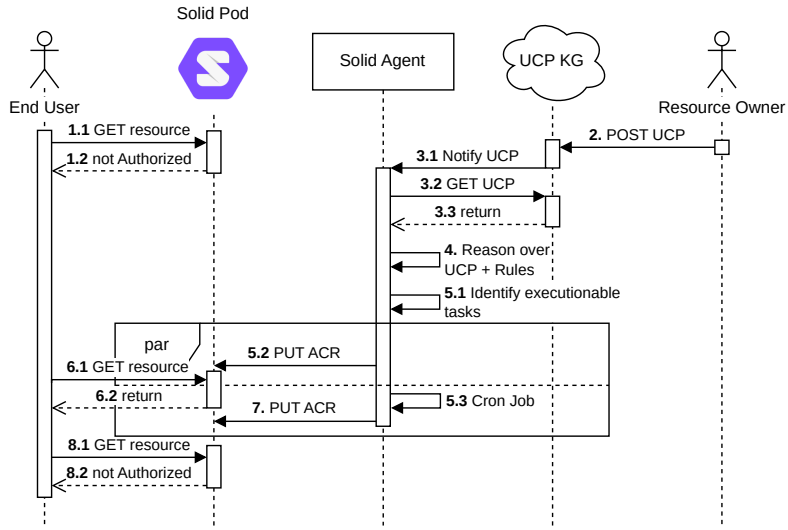 Solid Pod
Solid Agent
UCP KG
End User
Resource Owner
1.1 GET resource
2. POST UCP
1.2 not Authorized
3.1 Notify UCP
3.2 GET UCP
3.3 return
4. Reason over
UCP + Rules
5.1 Identify executionable
tasks
par
5.2 PUT ACR
6.1 GET resource
6.2 return
5.3 Cron Job
7. PUT ACR
8.1 GET resource
8.2 not Authorized